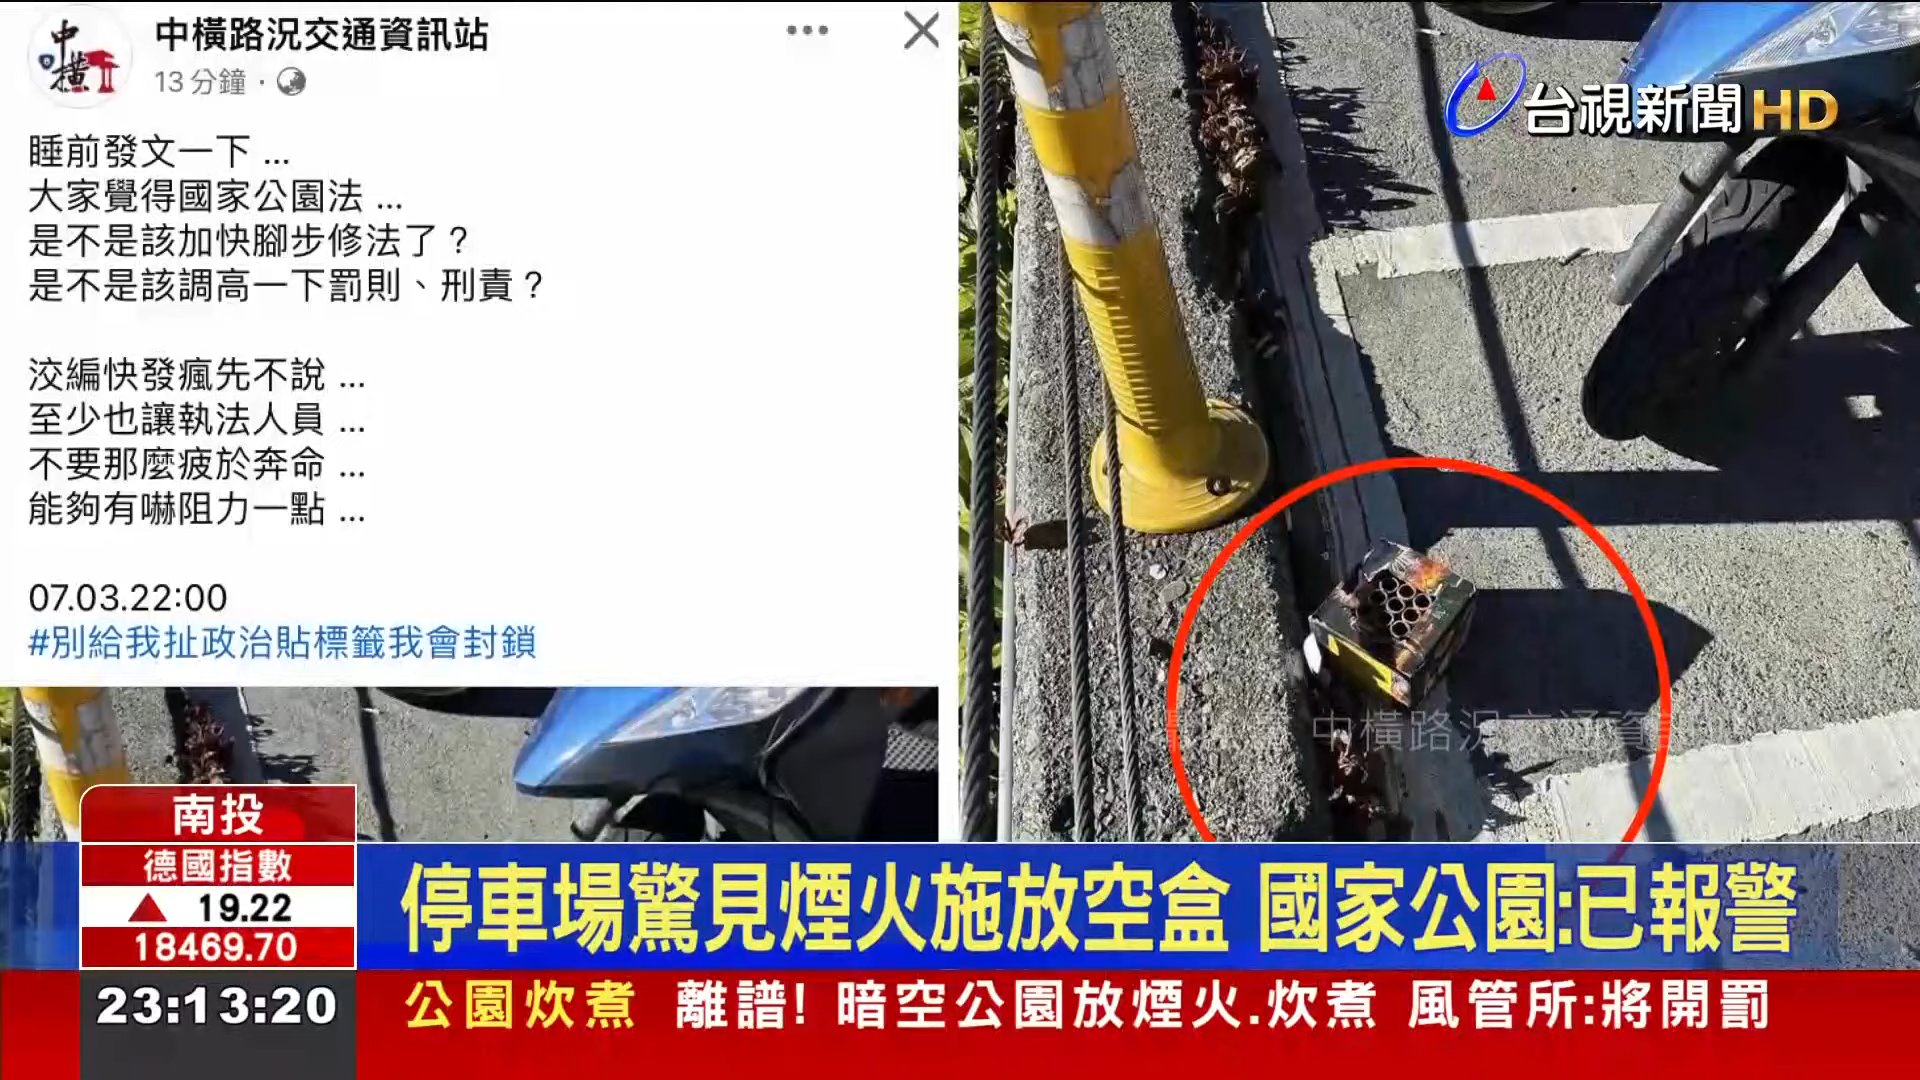 中橫
中橫路況交通資訊站
13 分鐘
睡前發文一下 ...
大家覺得國家公園法 ...
是不是該加快腳步修法了？
是不是該調高一下罰則、刑責？
洨編快發瘋先不說 ...
至少也讓執法人員 ...
不要那麼疲於奔命 ...
能夠有嚇阻力一點 ...
07.03.22:00
#別給我扯政治貼標籤我會封鎖
台視新聞HD
中橫路況交通資訊
南投
德國指數
▲ 19.22
18469.70
23:13:20
停車場驚見煙火施放空盒 國家公園:已報警
公園炊煮 離譜! 暗空公園放煙火.炊煮 風管所:將開罰